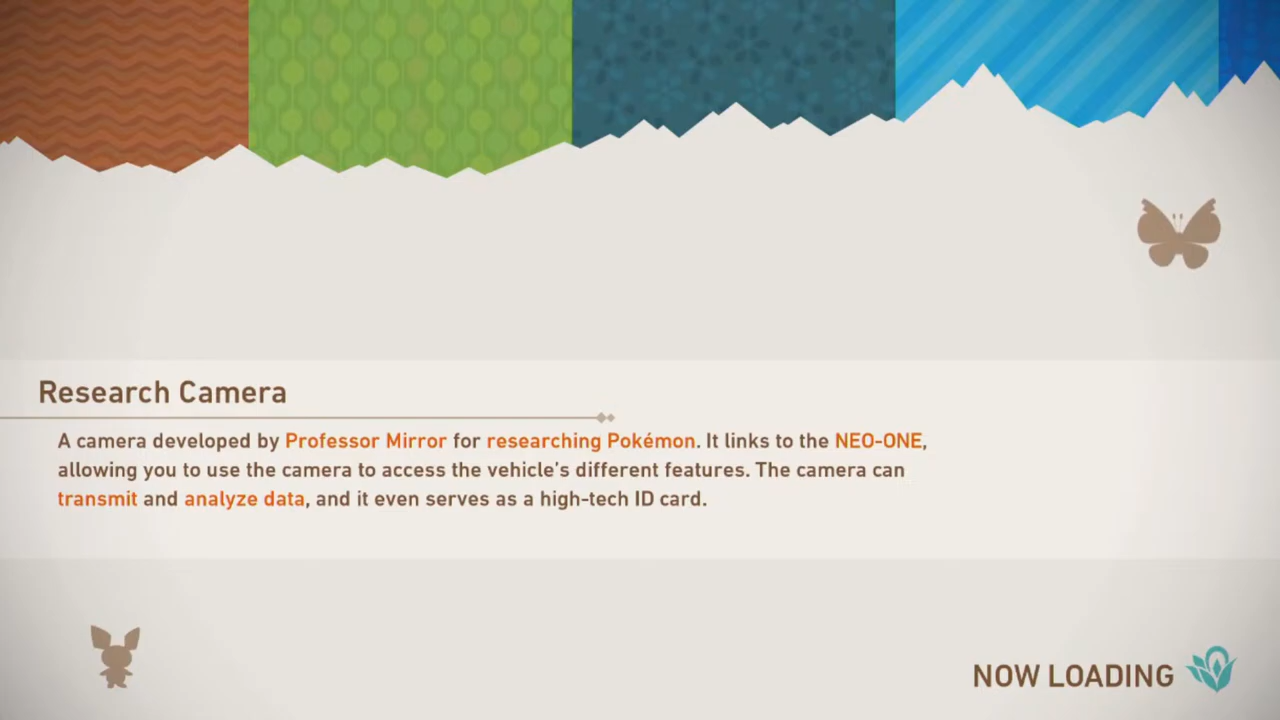 Research Camera
A camera developed by Professor Mirror for researching Pokémon. It links to the NEO-ONE,
allowing you to use the camera to access the vehicle's different features. The camera can
transmit and analyze data, and it even serves as a high-tech ID card.
NOW LOADING